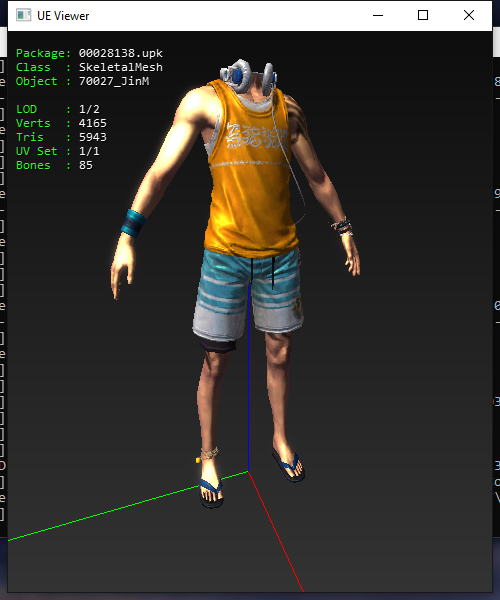 UE Viewer
Package: 00028138.upk
Class : SkeletalMesh
Object : 70027_JinM
LOD : 1/2
Verts : 4165
Tris : 5943
UV Set : 1/1
Bones : 85